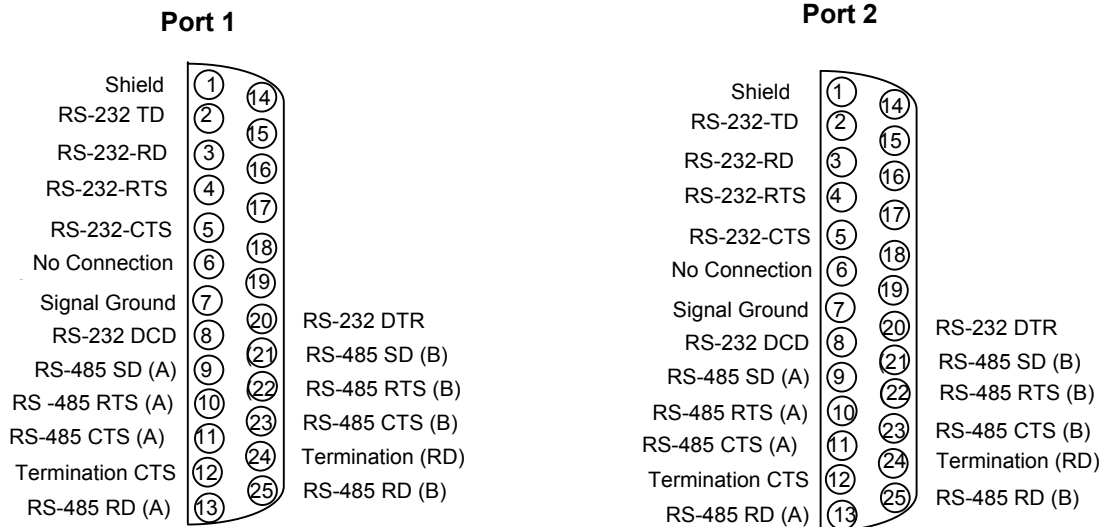 Port 1
Shield 1 14
RS-232 TD 2 15
RS-232-RD 3 16
RS-232-RTS 4 17
RS-232-CTS 5 18
No Connection 6 19
Signal Ground 7 20 RS-232 DTR
RS-232 DCD 8 21 RS-485 SD (B)
RS-485 SD (A) 9 22 RS-485 RTS (B)
RS -485 RTS (A) 10 23 RS-485 CTS (B)
RS-485 CTS (A) 11 24 Termination (RD)
Termination CTS 12 25 RS-485 RD (B)
RS-485 RD (A) 13
Port 2
Shield 1 14
RS-232-TD 2 15
RS-232-RD 3 16
RS-232-RTS 4 17
RS-232-CTS 5 18
No Connection 6 19
Signal Ground 7 20 RS-232 DTR
RS-232 DCD 8 21 RS-485 SD (B)
RS-485 SD (A) 9 22 RS-485 RTS (B)
RS-485 RTS (A) 10 23 RS-485 CTS (B)
RS-485 CTS (A) 11 24 Termination (RD)
Termination CTS 12 25 RS-485 RD (B)
RS-485 RD (A) 13